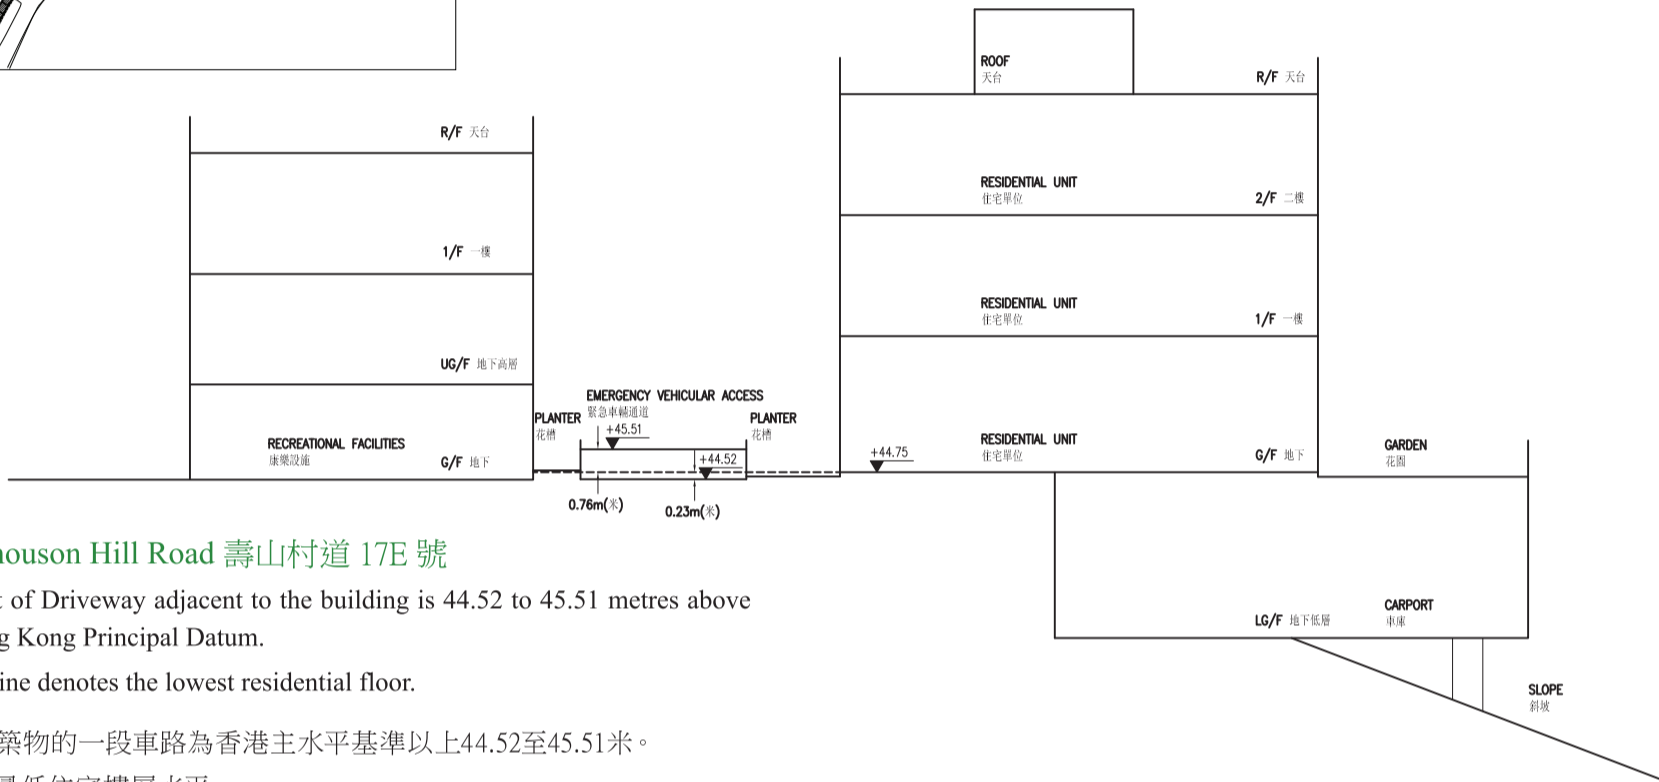 ROOF
天台
R/F 天台
R/F 天台
RESIDENTIAL UNIT
住宅單位
2/F 二樓
1/F 一樓
RESIDENTIAL UNIT
住宅單位
1/F 一樓
UG/F 地下高層
EMERGENCY VEHICULAR ACCESS
緊急車輛通道
PLANTER
花槽
PLANTER
花槽
+45.51
RECREATIONAL FACILITIES
康樂設施
G/F 地下
+44.52
+44.75
RESIDENTIAL UNIT
住宅單位
G/F 地下
GARDEN
花園
0.76m(米)
0.23m(米)
Hill Road 壽山村道 17E 號
of Driveway adjacent to the building is 44.52 to 45.51 metres above
Kong Principal Datum.
denotes the lowest residential floor.
LG/F 地下低層
CARPORT
車庫
SLOPE
斜坡
築物的一段車路為香港主水平基準以上44.52至45.51米。